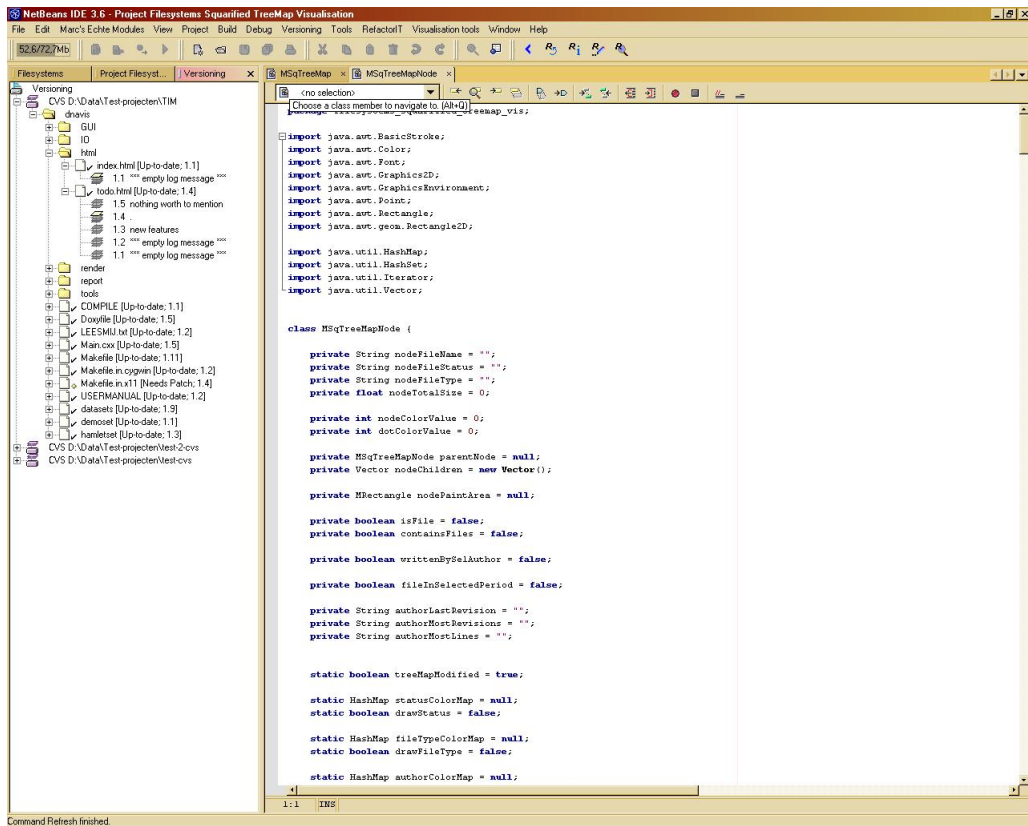 NetBeans IDE 3.6 - Project Filesystems Squarified TreeMap Visualisation
File Edit Marc's Echte Modules View Project Build Debug Versioning Tools RefactorIT Visualisation tools Window Help
52,6/72,7Mb
Filesystems Project Filesyst... Versioning x
Versioning
CVS D:\Data\Test-projecten\TIM
dnavis
GUI
IO
html
index.html [Up-to-date; 1.1]
1.1 *** empty log message ***
todo.html [Up-to-date; 1.4]
1.5 nothing worth to mention
1.4 .
1.3 new features
1.2 *** empty log message ***
1.1 *** empty log message ***
render
report
tools
COMPILE [Up-to-date; 1.1]
Doxyfile [Up-to-date; 1.5]
LEESMIJ.txt [Up-to-date; 1.2]
Main.cxx [Up-to-date; 1.5]
Makefile [Up-to-date; 1.11]
Makefile.in.cygwin [Up-to-date; 1.2]
Makefile.in.x11 [Needs Patch; 1.4]
USERMANUAL [Up-to-date; 1.2]
datasets [Up-to-date; 1.9]
demoset [Up-to-date; 1.1]
hamletset [Up-to-date; 1.3]
CVS D:\Data\Test-projecten\test-2-cvs
CVS D:\Data\Test-projecten\test-cvs
MSqTreeMap x MSqTreeMapNode x
<no selection>
Choose a class member to navigate to. (Alt+Q)
package filesystems_squarified_treemap_vis;
import java.awt.BasicStroke;
import java.awt.Color;
import java.awt.Font;
import java.awt.Graphics2D;
import java.awt.GraphicsEnvironment;
import java.awt.Point;
import java.awt.Rectangle;
import java.awt.geom.Rectangle2D;
import java.util.HashMap;
import java.util.HashSet;
import java.util.Iterator;
import java.util.Vector;
class MSqTreeMapNode {
private String nodeFileName = "";
private String nodeFileStatus = "";
private String nodeFileType = "";
private float nodeTotalSize = 0;
private int nodeColorValue = 0;
private int dotColorValue = 0;
private MSqTreeMapNode parentNode = null;
private Vector nodeChildren = new Vector();
private MRectangle nodePaintArea = null;
private boolean isFile = false;
private boolean containsFiles = false;
private boolean writtenBySelAuthor = false;
private boolean fileInSelectedPeriod = false;
private String authorLastRevision = "";
private String authorMostRevisions = "";
private String authorMostLines = "";
static boolean treeMapModified = true;
static HashMap statusColorMap = null;
static boolean drawStatus = false;
static HashMap fileTypeColorMap = null;
static boolean drawFileType = false;
static HashMap authorColorMap = null;
1:1 INS
Command Refresh finished.